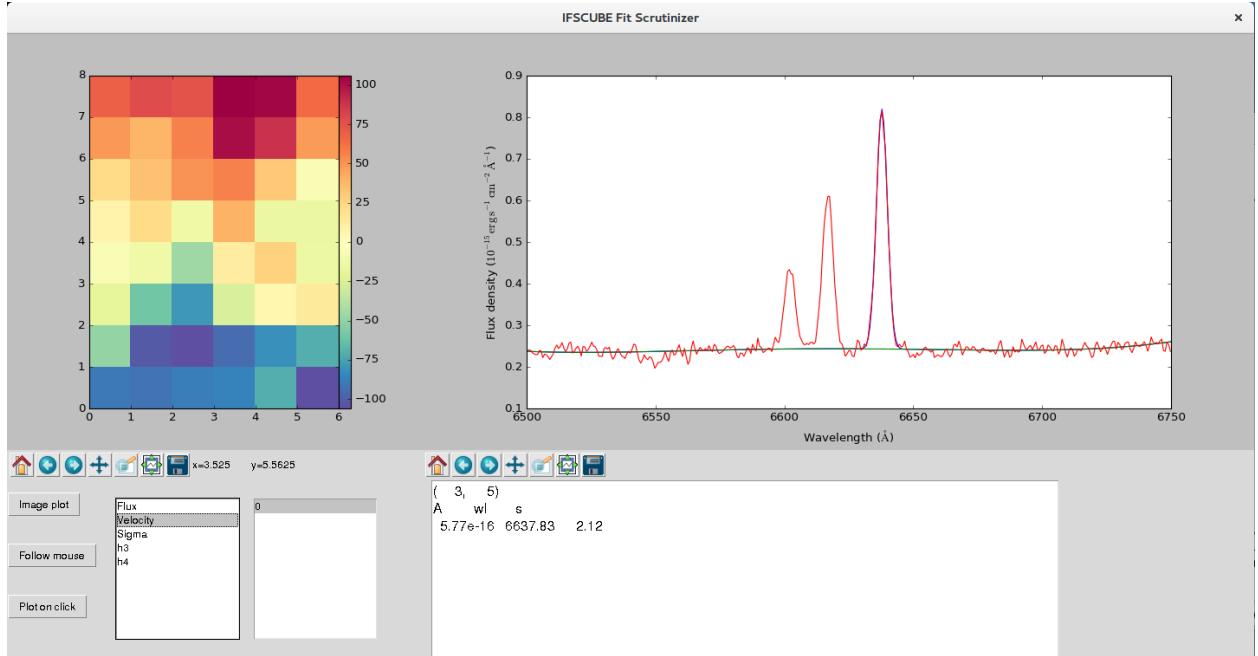 IFSCUBE Fit Scrutinizer
×
8
7
6
5
4
3
2
1
0
0 1 2 3 4 5 6
100
75
50
25
0
−25
−50
−75
−100
0.9
0.8
0.7
0.6
0.5
0.4
0.3
0.2
0.1
6500 6550 6600 6650 6700 6750
Flux density (10⁻¹⁵ erg s⁻¹ cm⁻² Å⁻¹)
Wavelength (Å)
x=3.525 y=5.5625
Image plot
Follow mouse
Plot on click
Flux
Velocity
Sigma
h3
h4
0
( 3, 5)
A wl s
5.77e-16 6637.83 2.12